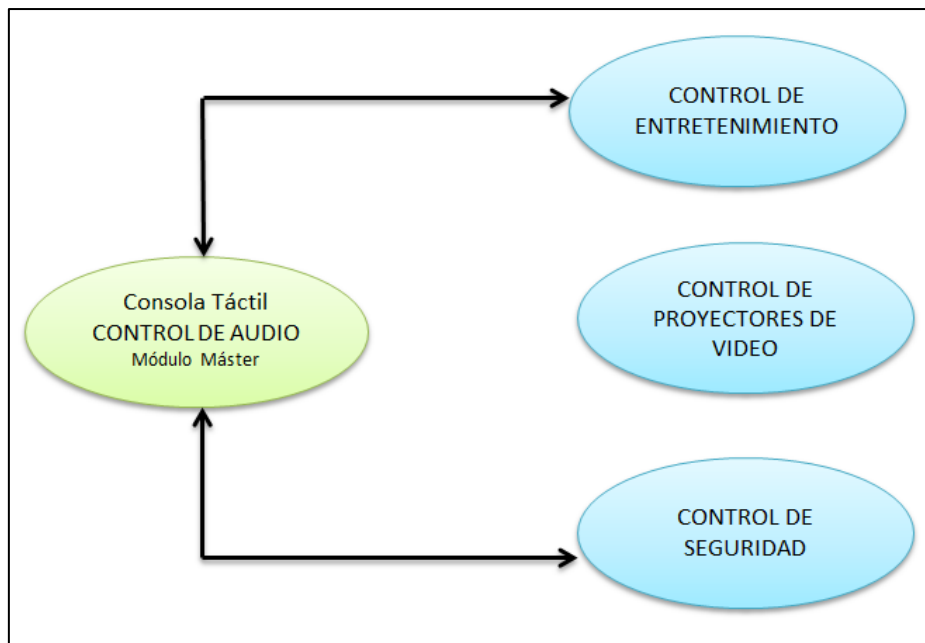 CONTROL DE
ENTRETENIMIENTO
Consola Táctil
CONTROL DE AUDIO
Módulo Máster
CONTROL DE
PROYECTORES DE
VIDEO
CONTROL DE
SEGURIDAD